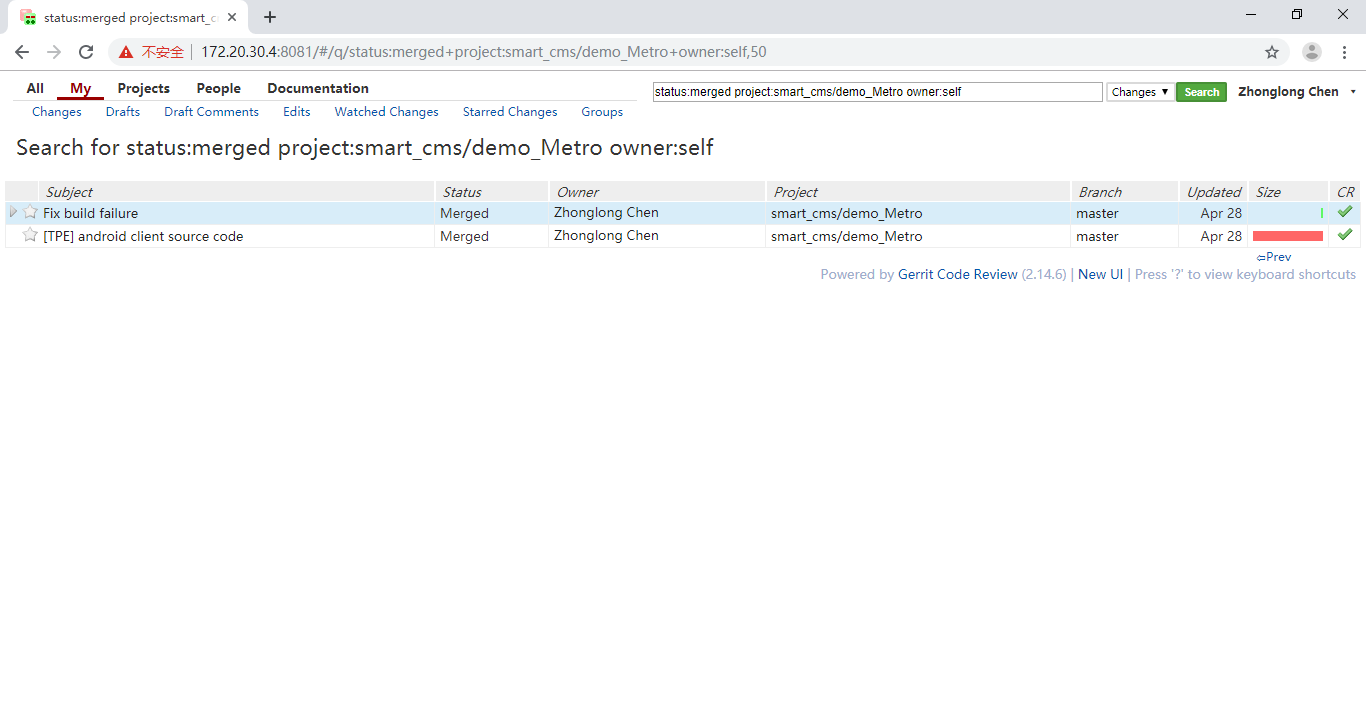 status:merged project:smart_c
不安全 172.20.30.4:8081/#/q/status:merged+project:smart_cms/demo_Metro+owner:self,50
All My Projects People Documentation status:merged project:smart_cms/demo_Metro owner:self Changes ▼ Search Zhonglong Chen ▼
Changes Drafts Draft Comments Edits Watched Changes Starred Changes Groups
Search for status:merged project:smart_cms/demo_Metro owner:self
Subject Status Owner Project Branch Updated Size CR
Fix build failure Merged Zhonglong Chen smart_cms/demo_Metro master Apr 28
[TPE] android client source code Merged Zhonglong Chen smart_cms/demo_Metro master Apr 28
⇦Prev
Powered by Gerrit Code Review (2.14.6) | New UI | Press '?' to view keyboard shortcuts